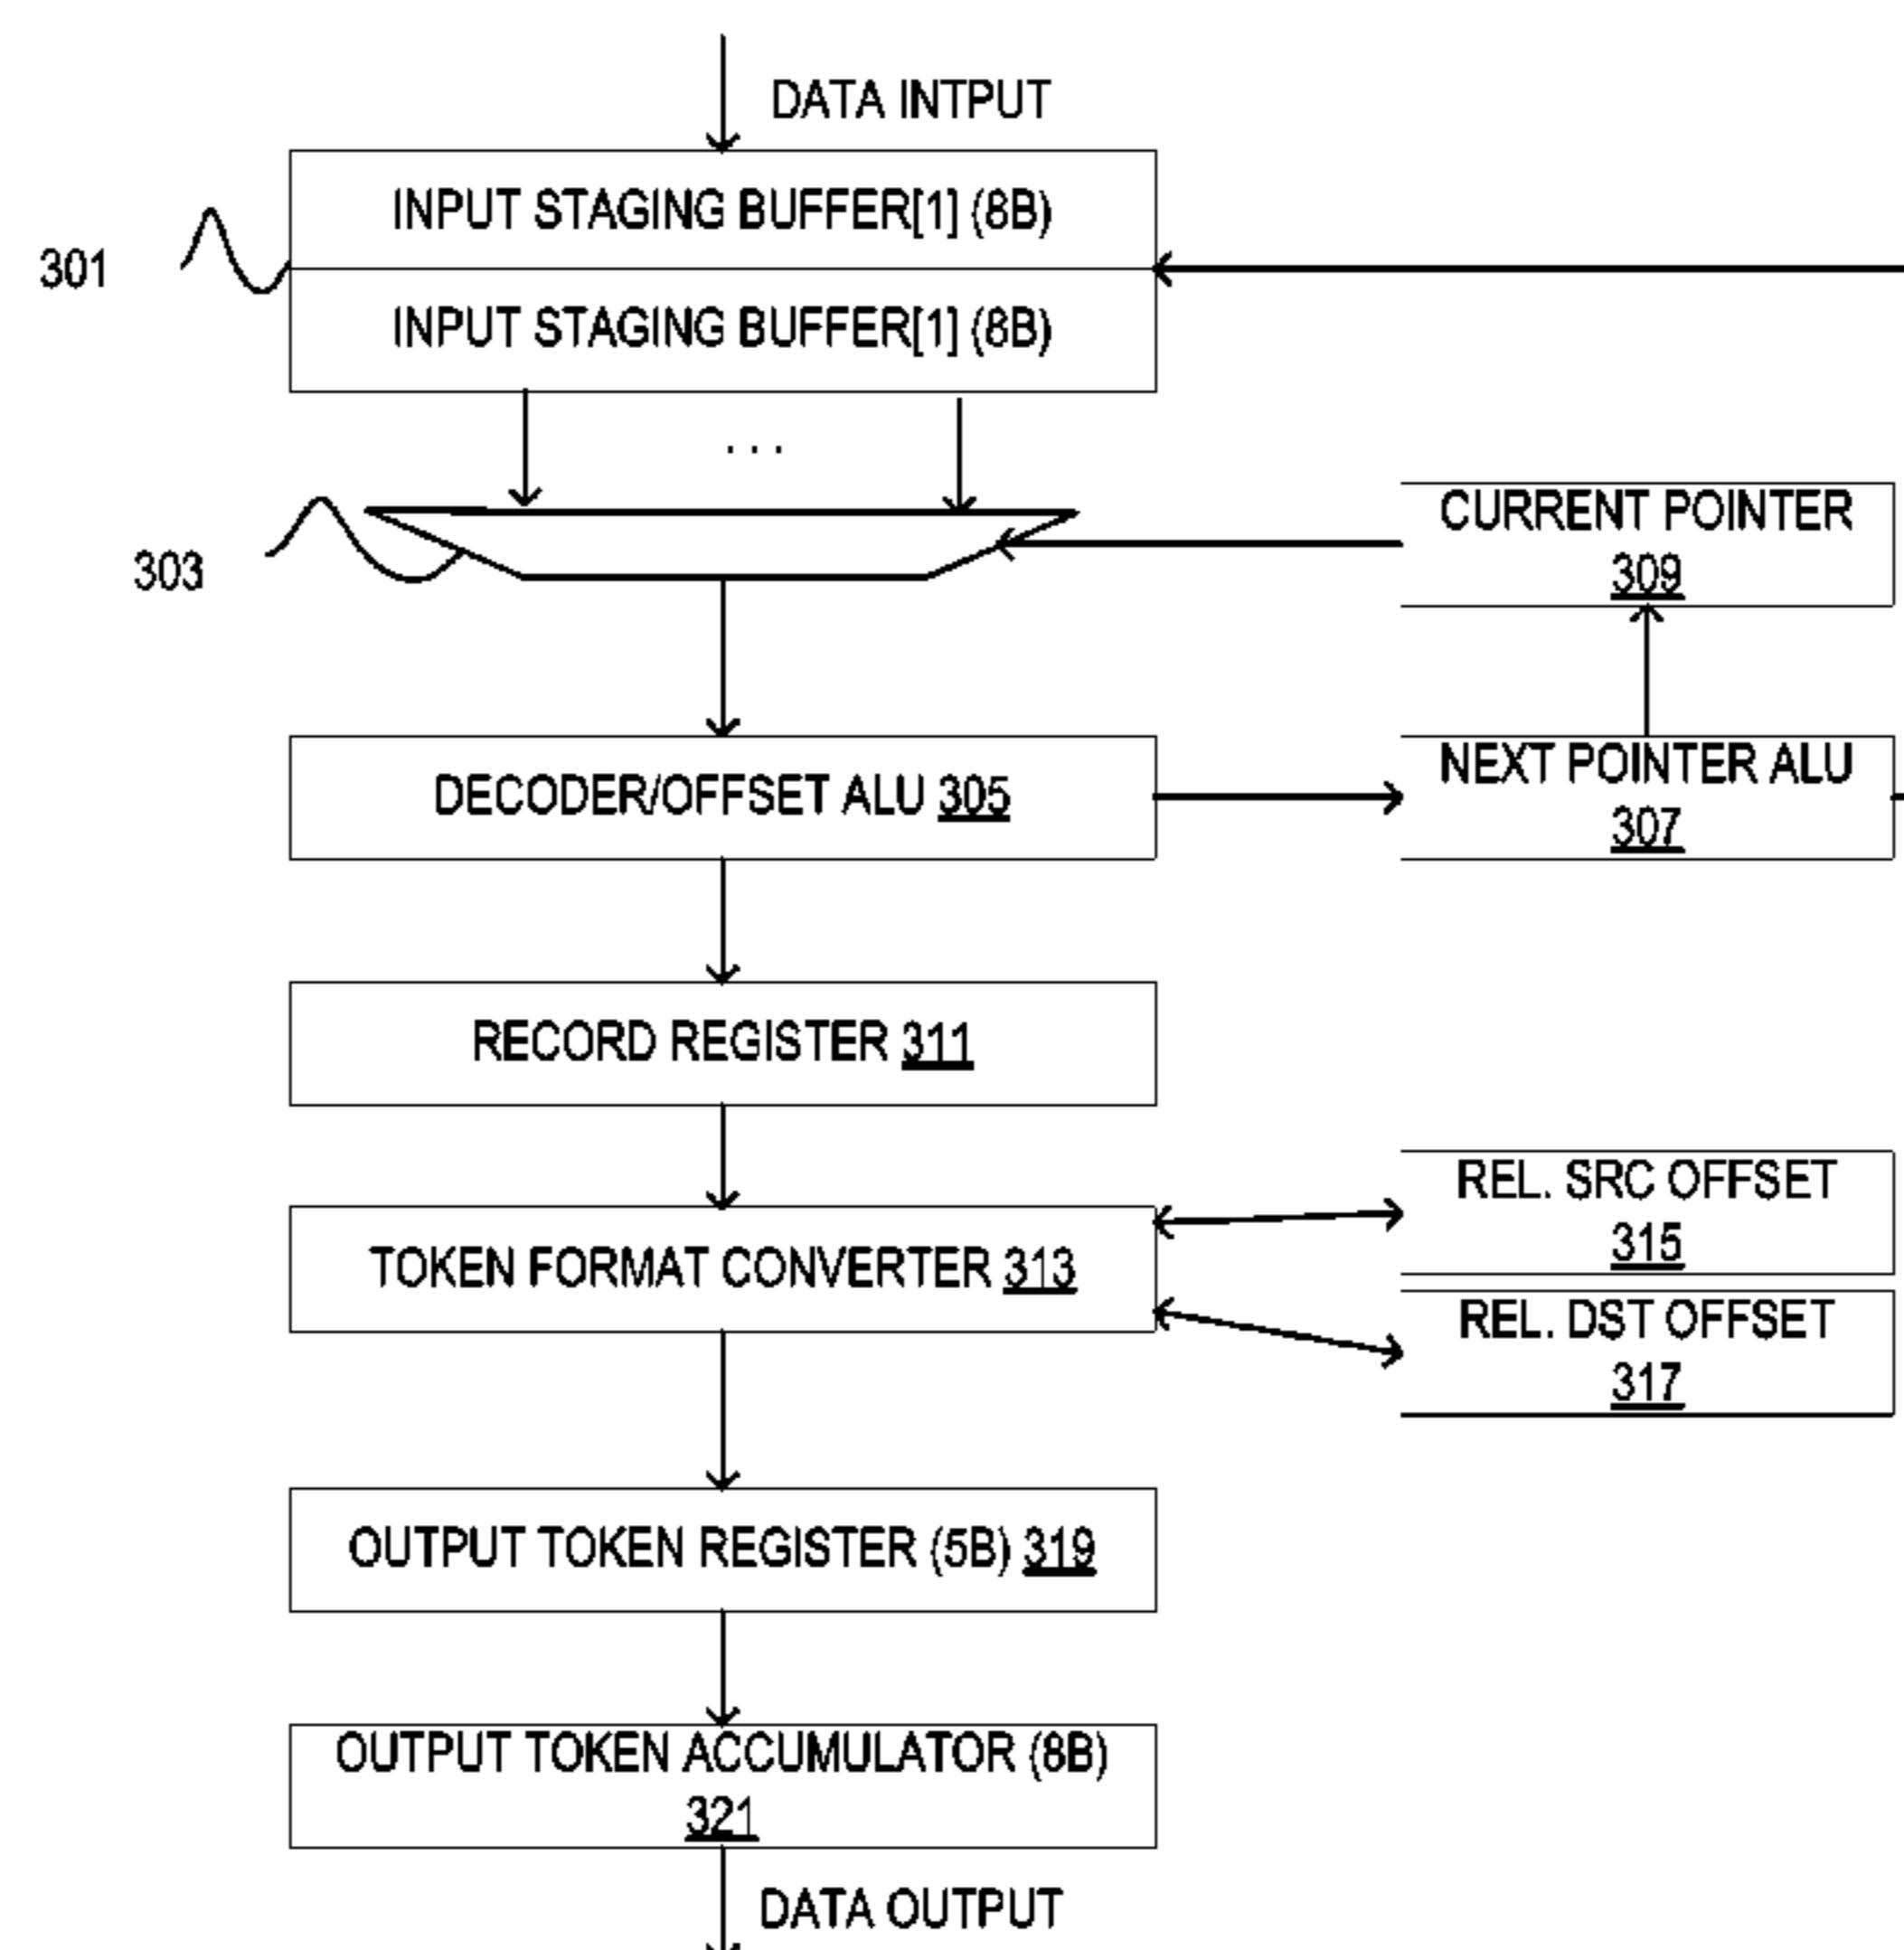 DATA INTPUT
INPUT STAGING BUFFER[1] (8B)
301
INPUT STAGING BUFFER[1] (8B)
. . .
303
CURRENT POINTER
309
DECODER/OFFSET ALU 305
NEXT POINTER ALU
307
RECORD REGISTER 311
TOKEN FORMAT CONVERTER 313
REL. SRC OFFSET
315
REL. DST OFFSET
317
OUTPUT TOKEN REGISTER (5B) 319
OUTPUT TOKEN ACCUMULATOR (8B)
321
DATA OUTPUT